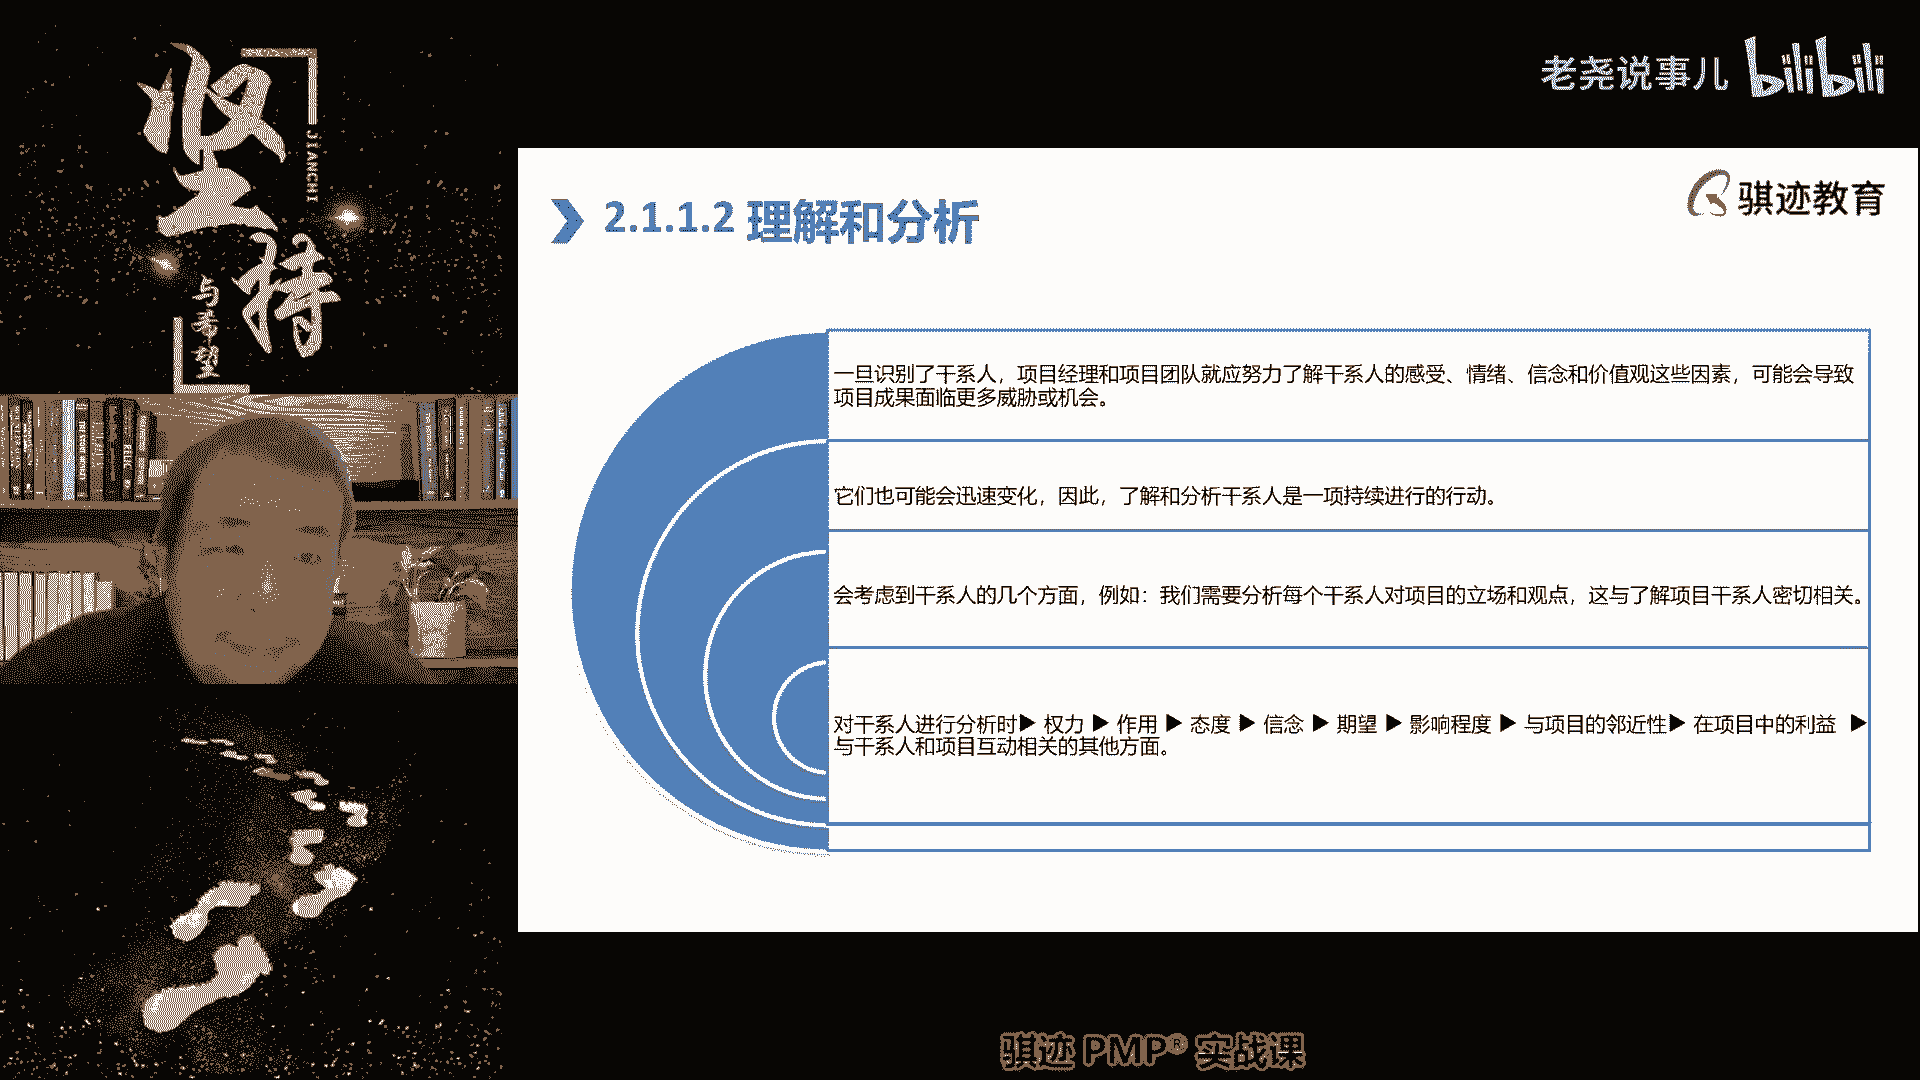 坚持
JIANCHI
与希望
老尧说事儿 bilibili
骐迹教育
2.1.1.2 理解和分析
一旦识别了干系人，项目经理和项目团队就应努力了解干系人的感受、情绪、信念和价值观这些因素，可能会导致
项目成果面临更多威胁或机会。
它们也可能会迅速变化，因此，了解和分析干系人是一项持续进行的行动。
会考虑到干系人的几个方面，例如：我们需要分析每个干系人对项目的立场和观点，这与了解项目干系人密切相关。
对干系人进行分析时▶ 权力 ▶ 作用 ▶ 态度 ▶ 信念 ▶ 期望 ▶ 影响程度 ▶ 与项目的邻近性▶ 在项目中的利益 ▶
与干系人和项目互动相关的其他方面。
骐迹 PMP® 实战课